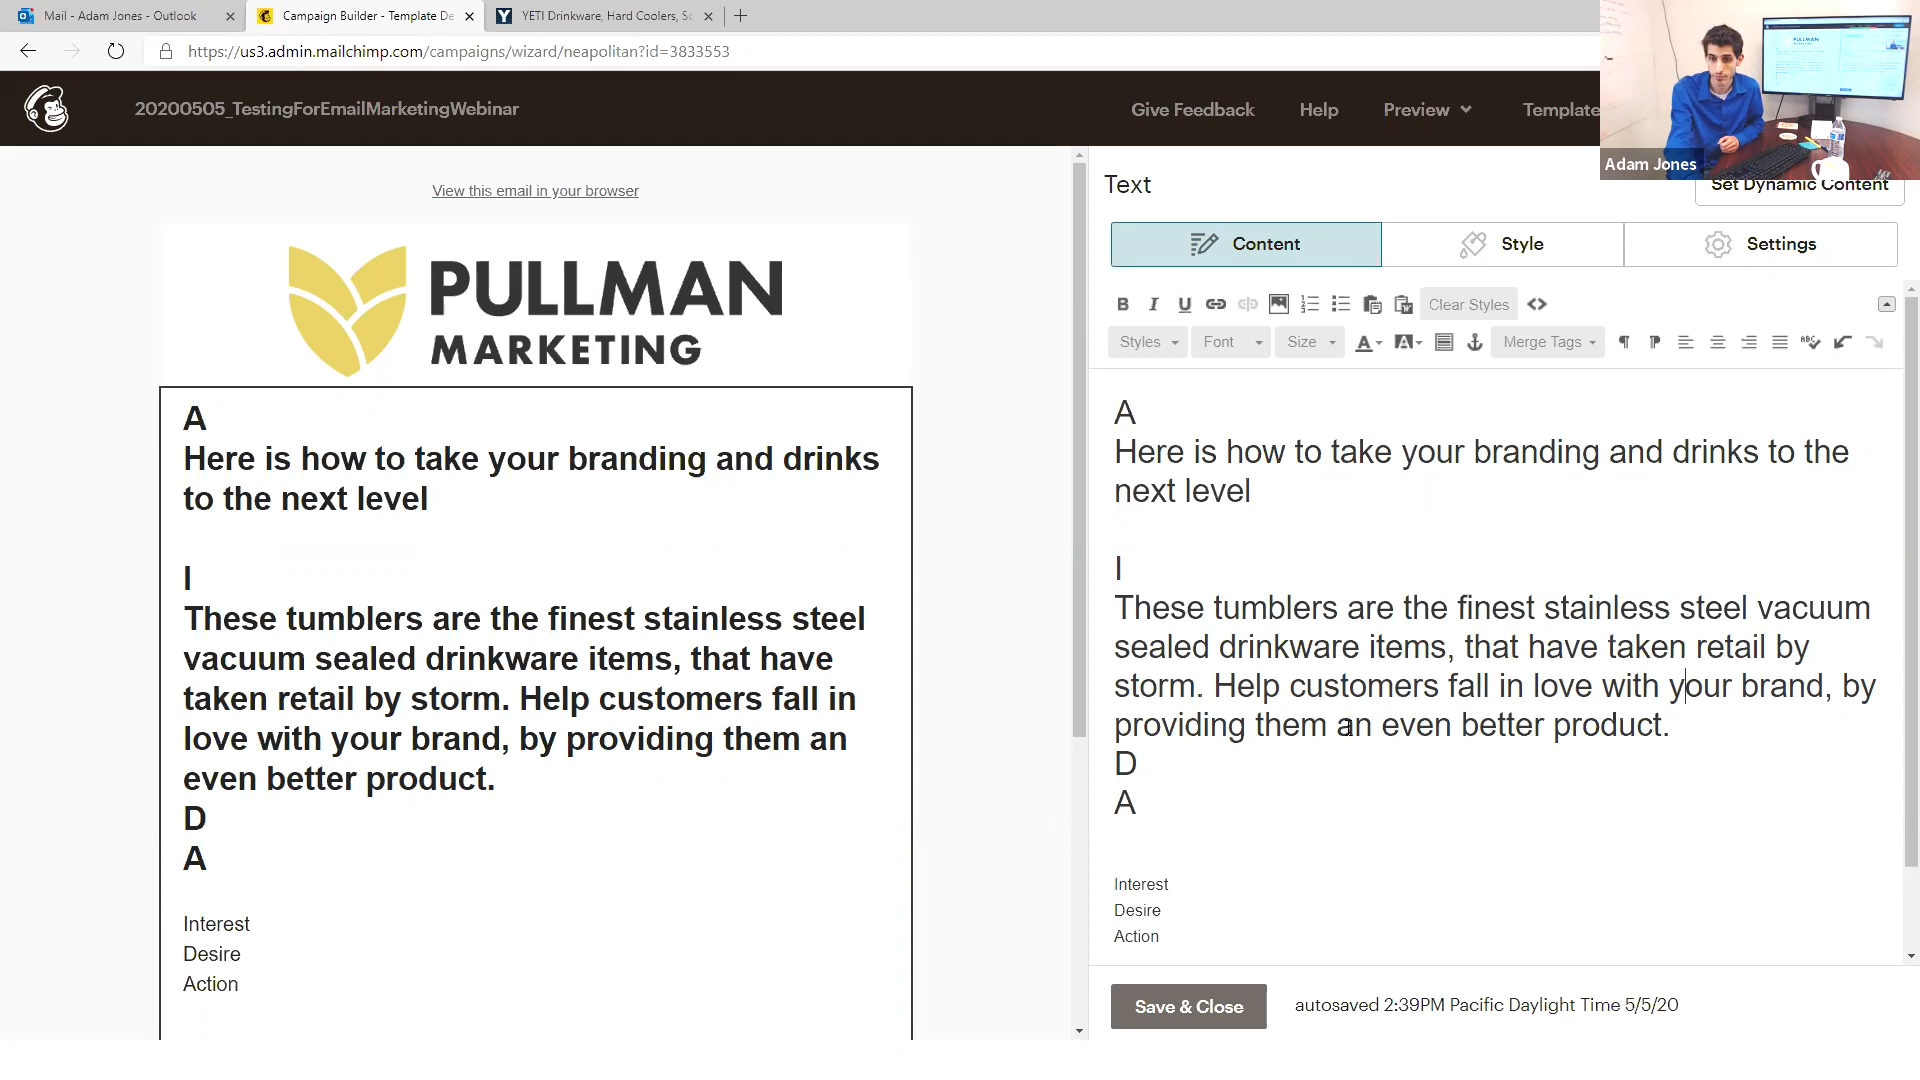 Mail - Adam Jones - Outlook
Campaign Builder - Template De
YETI Drinkware, Hard Coolers, So
https://us3.admin.mailchimp.com/campaigns/wizard/neapolitan?id=3833553
20200505_TestingForEmailMarketingWebinar
Give Feedback
Help
Preview
Template
Adam Jones
View this email in your browser
PULLMAN
MARKETING
A
Here is how to take your branding and drinks
to the next level
I
These tumblers are the finest stainless steel
vacuum sealed drinkware items, that have
taken retail by storm. Help customers fall in
love with your brand, by providing them an
even better product.
D
A
Interest
Desire
Action
Text
Set Dynamic Content
Content
Style
Settings
B I U
Clear Styles
Styles
Font
Size
A A
Merge Tags
ABC
A
Here is how to take your branding and drinks to the
next level
I
These tumblers are the finest stainless steel vacuum
sealed drinkware items, that have taken retail by
storm. Help customers fall in love with your brand, by
providing them an even better product.
D
A
Interest
Desire
Action
Save & Close
autosaved 2:39PM Pacific Daylight Time 5/5/20